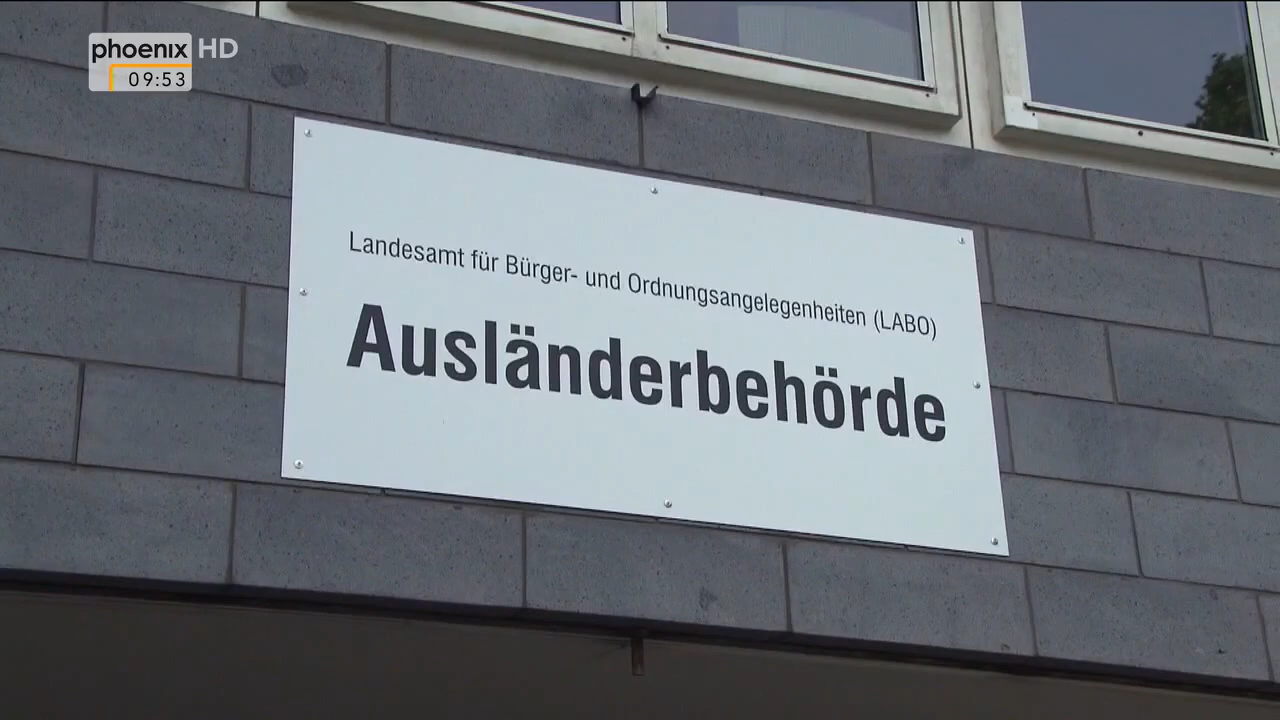 phoenix HD
09:53
Landesamt für Bürger- und Ordnungsangelegenheiten (LABO)
Ausländerbehörde